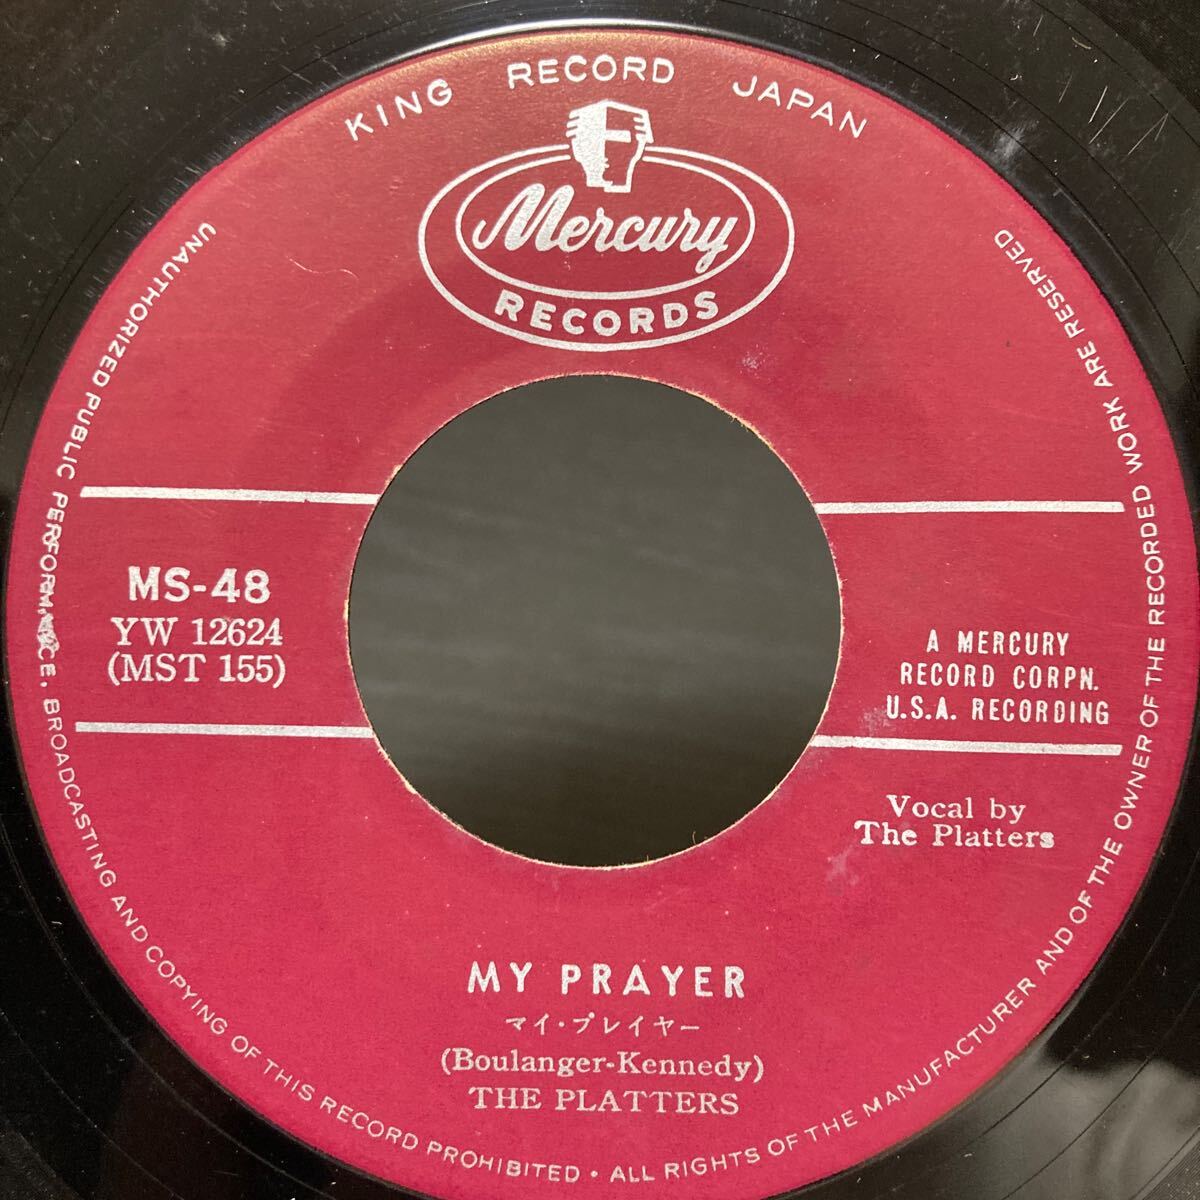 KING RECORD JAPAN
Mercury
RECORDS
UNAUTHORIZED PUBLIC PERFORMANCE, BROADCASTING AND COPYING OF THIS RECORD PROHIBITED • ALL RIGHTS OF THE MANUFACTURER AND OF THE OWNER OF THE RECORDED WORK ARE RESERVED
MS-48
YW 12624
(MST 155)
A MERCURY
RECORD CORPN.
U.S.A. RECORDING
Vocal by
The Platters
MY PRAYER
マイ・プレイヤー
(Boulanger-Kennedy)
THE PLATTERS